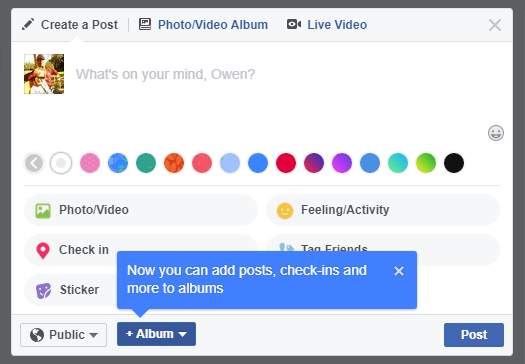 Create a Post
Photo/Video Album
Live Video
What's on your mind, Owen?
Photo/Video
Feeling/Activity
Check in
Tag Friends
Sticker
Now you can add posts, check-ins and
more to albums
Public
+ Album
Post